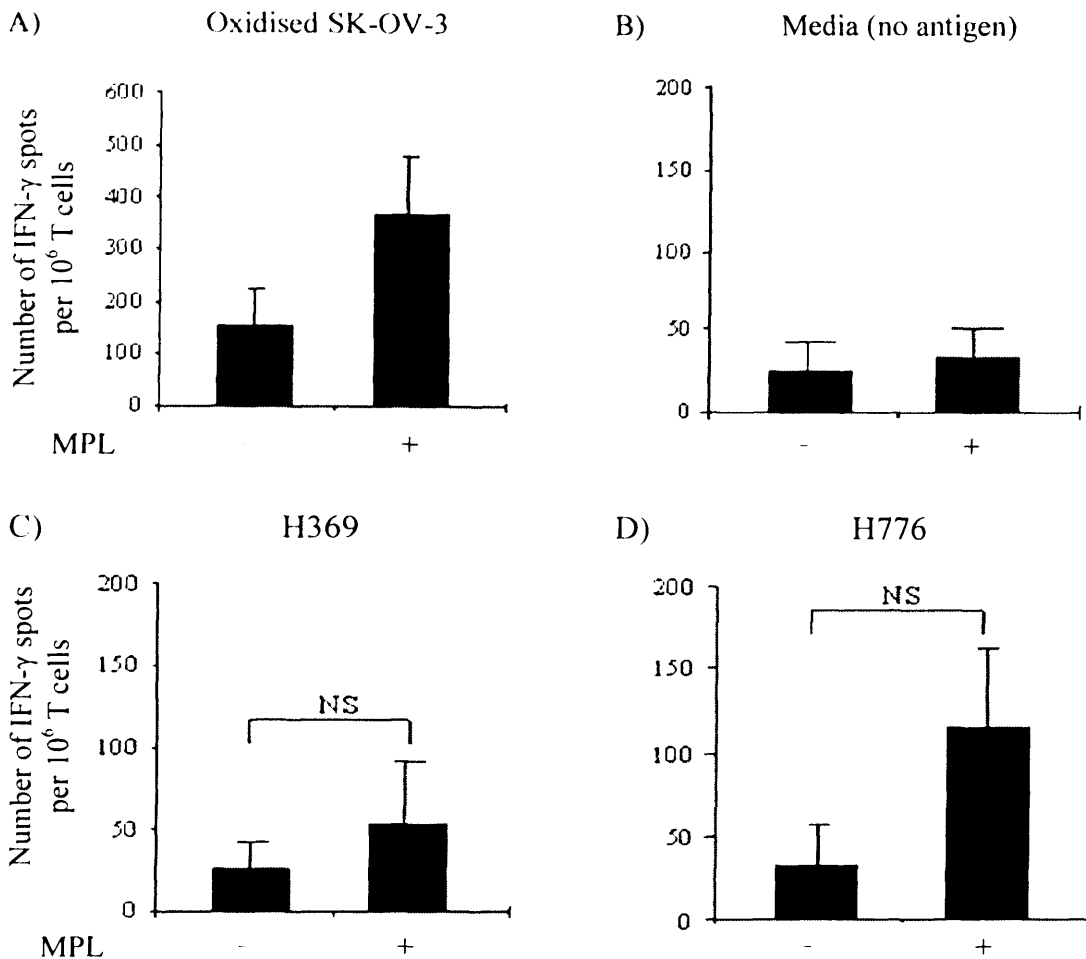 A) Oxidised SK-OV-3
B) Media (no antigen)
Number of IFN-γ spots
per 10⁶ T cells
600
500
400
300
200
100
0
200
150
100
50
0
MPL - +
- +
C) H369
D) H776
Number of IFN-γ spots
per 10⁶ T cells
200
150
100
50
0
NS
200
150
100
50
0
NS
MPL - +
- +